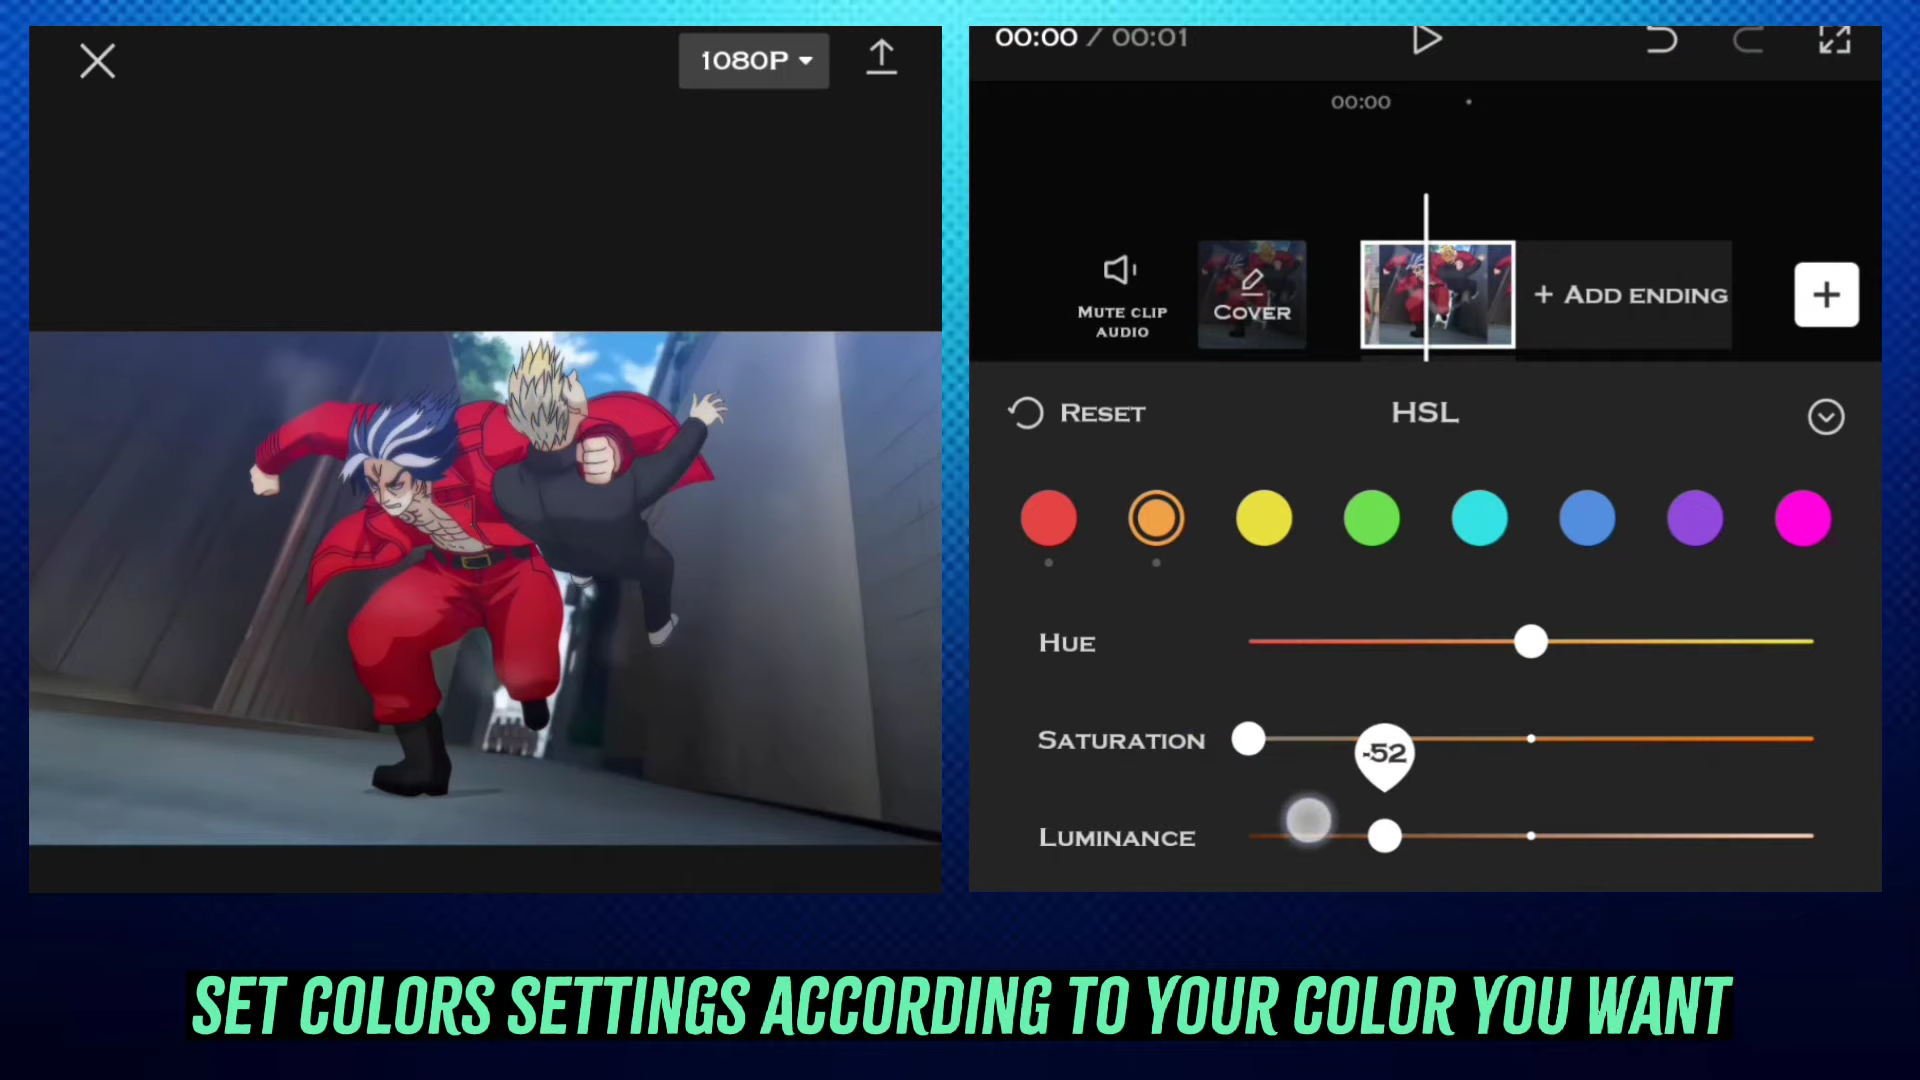 1080P
00:00 / 00:01
00:00
MUTE CLIP
AUDIO
COVER
+ ADD ENDING
RESET
HSL
HUE
SATURATION
-52
LUMINANCE
SET COLORS SETTINGS ACCORDING TO YOUR COLOR YOU WANT